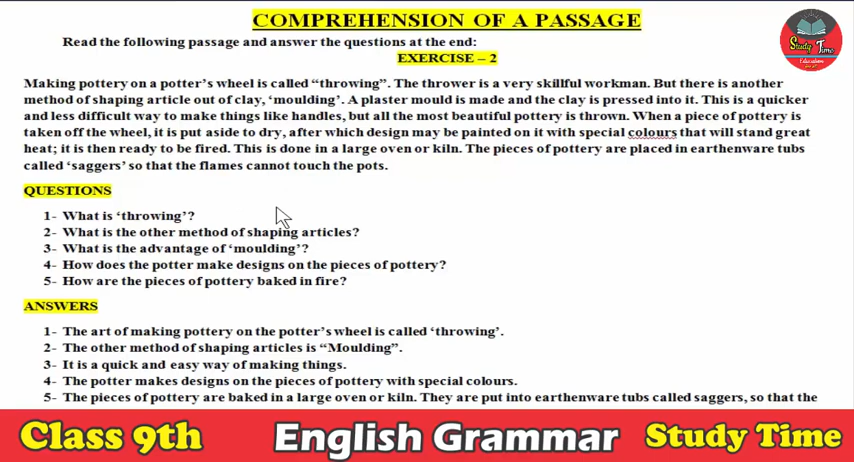 COMPREHENSION OF A PASSAGE
Read the following passage and answer the questions at the end:
EXERCISE – 2
Study Time
Education
Making pottery on a potter's wheel is called "throwing". The thrower is a very skillful workman. But there is another
method of shaping article out of clay, 'moulding'. A plaster mould is made and the clay is pressed into it. This is a quicker
and less difficult way to make things like handles, but all the most beautiful pottery is thrown. When a piece of pottery is
taken off the wheel, it is put aside to dry, after which design may be painted on it with special colours that will stand great
heat; it is then ready to be fired. This is done in a large oven or kiln. The pieces of pottery are placed in earthenware tubs
called 'saggers' so that the flames cannot touch the pots.
QUESTIONS
1- What is 'throwing'?
2- What is the other method of shaping articles?
3- What is the advantage of 'moulding'?
4- How does the potter make designs on the pieces of pottery?
5- How are the pieces of pottery baked in fire?
ANSWERS
1- The art of making pottery on the potter's wheel is called 'throwing'.
2- The other method of shaping articles is "Moulding".
3- It is a quick and easy way of making things.
4- The potter makes designs on the pieces of pottery with special colours.
5- The pieces of pottery are baked in a large oven or kiln. They are put into earthenware tubs called saggers, so that the
Class 9th English Grammar Study Time